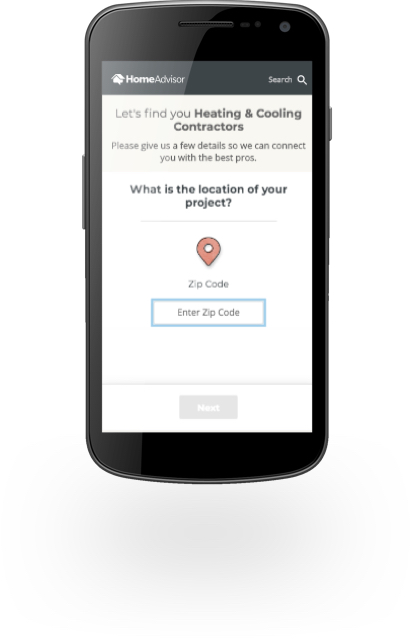 HomeAdvisor Search
Let's find you Heating & Cooling
Contractors
Please give us a few details so we can connect
you with the best pros.
What is the location of your
project?
Zip Code
Enter Zip Code
Next